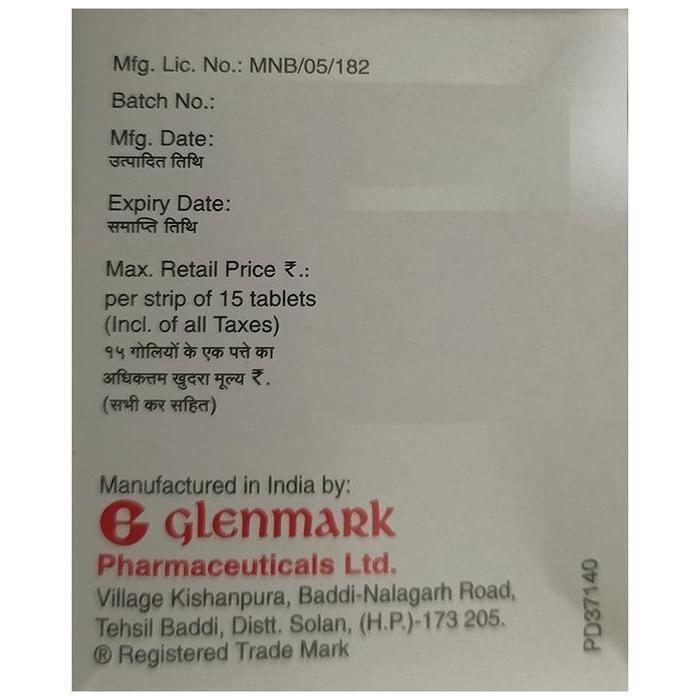 Mfg. Lic. No.: MNB/05/182
Batch No.:
Mfg. Date:
उत्पादित तिथि
Expiry Date:
समाप्ति तिथि
Max. Retail Price ₹.:
per strip of 15 tablets
(Incl. of all Taxes)
१५ गोलियों के एक पत्ते का
अधिकत्तम खुदरा मूल्य ₹.
(सभी कर सहित)
Manufactured in India by:
G glenmark
Pharmaceuticals Ltd.
Village Kishanpura, Baddi-Nalagarh Road,
Tehsil Baddi, Distt. Solan, (H.P.)-173 205.
® Registered Trade Mark
PD37140